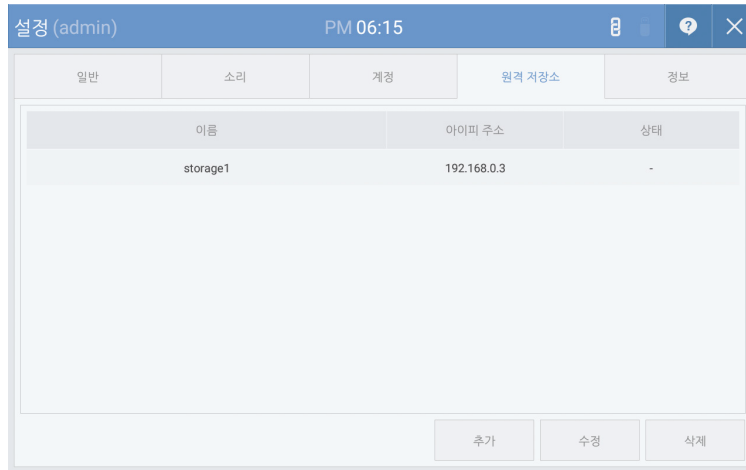 설정 (admin) PM 06:15 ?
일반 소리 계정 원격 저장소 정보
이름 아이피 주소 상태
storage1 192.168.0.3 -
추가 수정 삭제